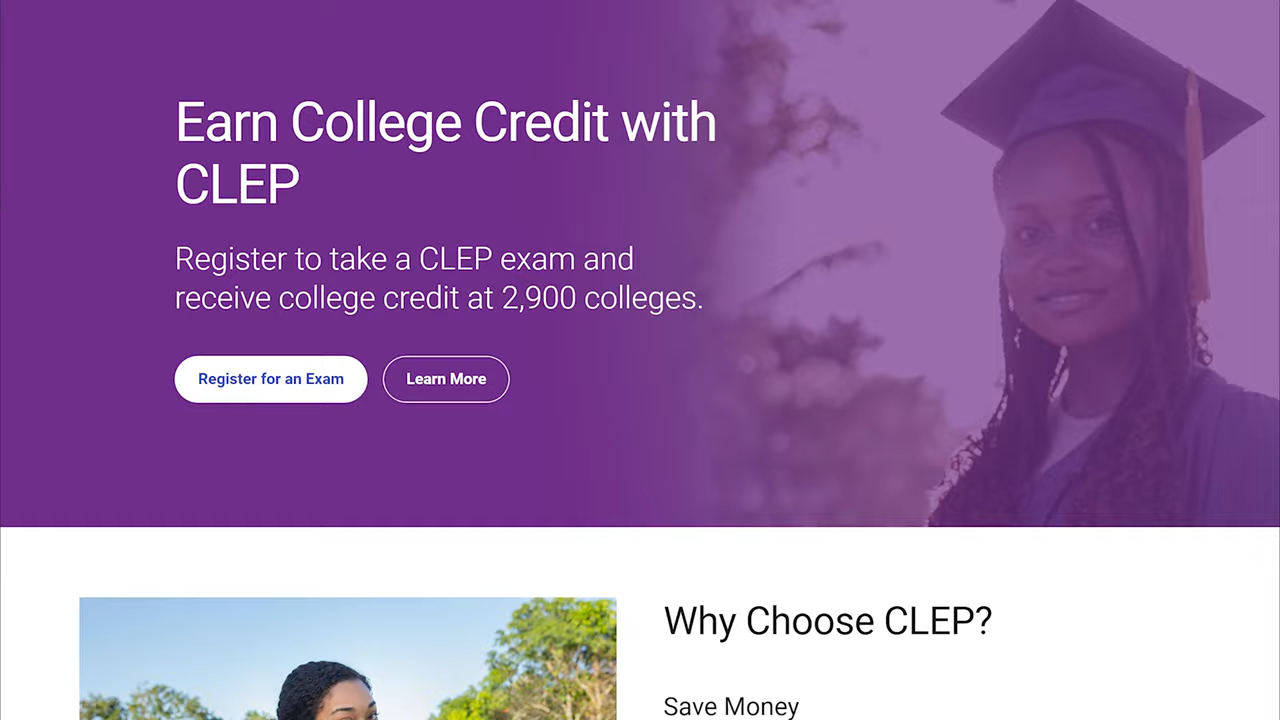 Earn College Credit with
CLEP
Register to take a CLEP exam and
receive college credit at 2,900 colleges.
Register for an Exam
Learn More
Why Choose CLEP?
Save Money